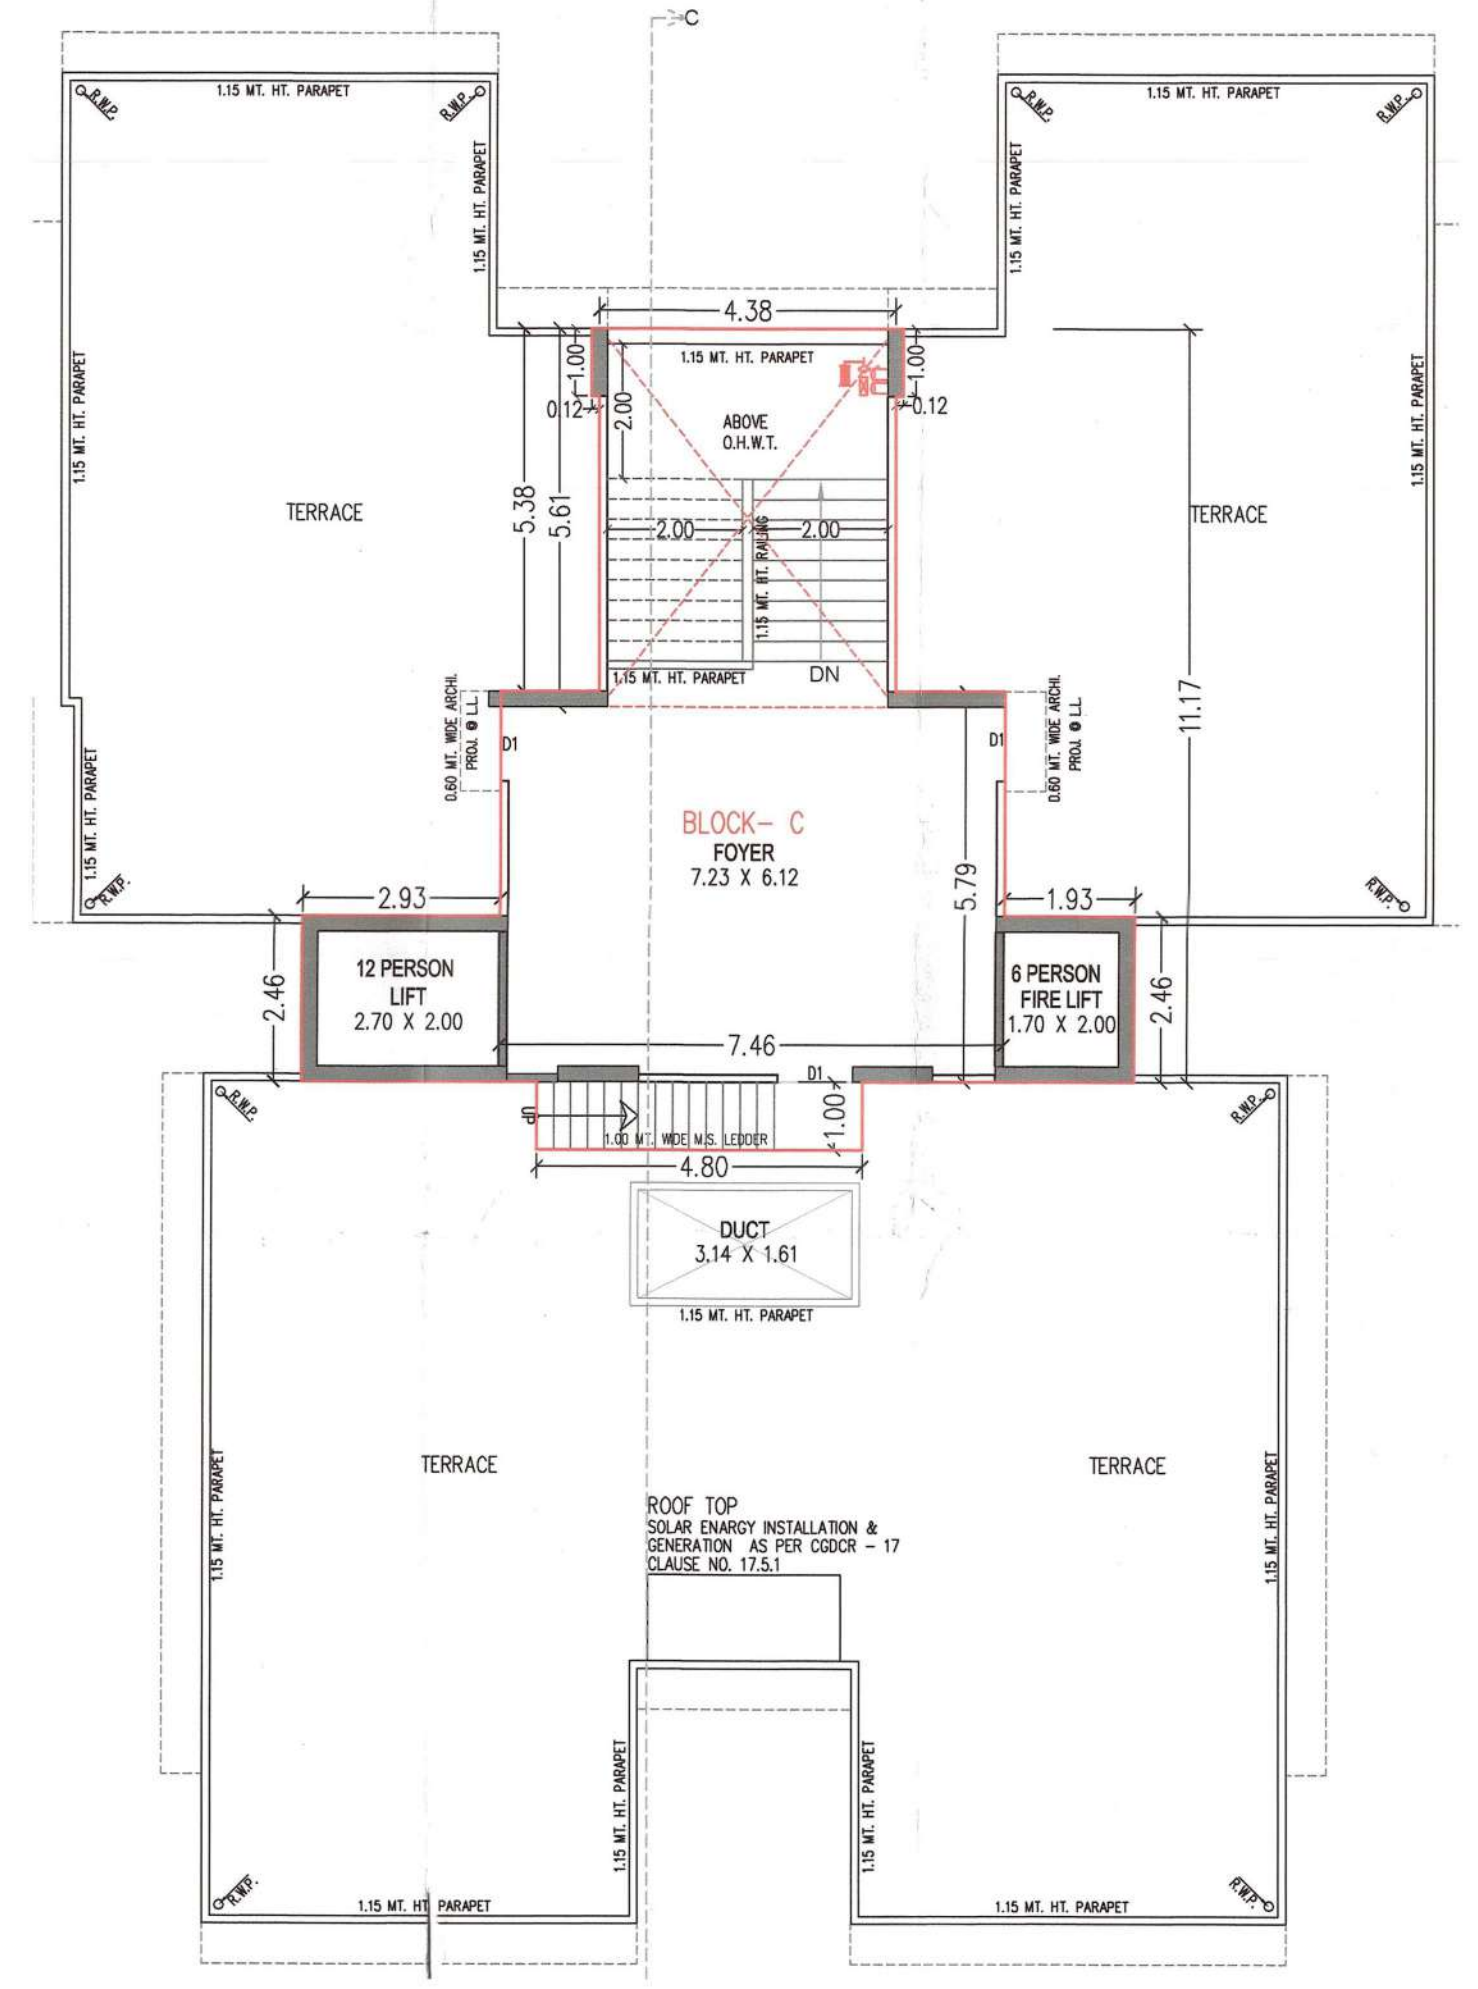 C
R.W.P.
1.15 MT. HT. PARAPET
R.W.P.
R.W.P.
1.15 MT. HT. PARAPET
R.W.P.
1.15 MT. HT. PARAPET
1.15 MT. HT. PARAPET
4.38
1.15 MT. HT. PARAPET
1.00
1.00
0.12
0.12
2.00
ABOVE
O.H.W.T.
1.15 MT. HT. PARAPET
1.15 MT. HT. PARAPET
TERRACE
TERRACE
5.38
5.61
2.00
2.00
1.15 MT. HT. RAILING
1.15 MT. HT. PARAPET
DN
11.17
0.60 MT. WIDE ARCHI.
PROJ. @ LL.
0.60 MT. WIDE ARCHI.
PROJ. @ LL.
D1
D1
1.15 MT. HT. PARAPET
BLOCK- C
FOYER
7.23 X 6.12
5.79
R.W.P.
R.W.P.
2.93
1.93
12 PERSON
LIFT
2.70 X 2.00
6 PERSON
FIRE LIFT
1.70 X 2.00
2.46
2.46
7.46
D1
R.W.P.
R.W.P.
UP
1.00
1.00 MT. WIDE M.S. LEDDER
4.80
DUCT
3.14 X 1.61
1.15 MT. HT. PARAPET
TERRACE
TERRACE
1.15 MT. HT. PARAPET
1.15 MT. HT. PARAPET
ROOF TOP
SOLAR ENARGY INSTALLATION &
GENERATION AS PER CGDCR - 17
CLAUSE NO. 17.5.1
1.15 MT. HT. PARAPET
1.15 MT. HT. PARAPET
R.W.P.
R.W.P.
1.15 MT. HT. PARAPET
1.15 MT. HT. PARAPET